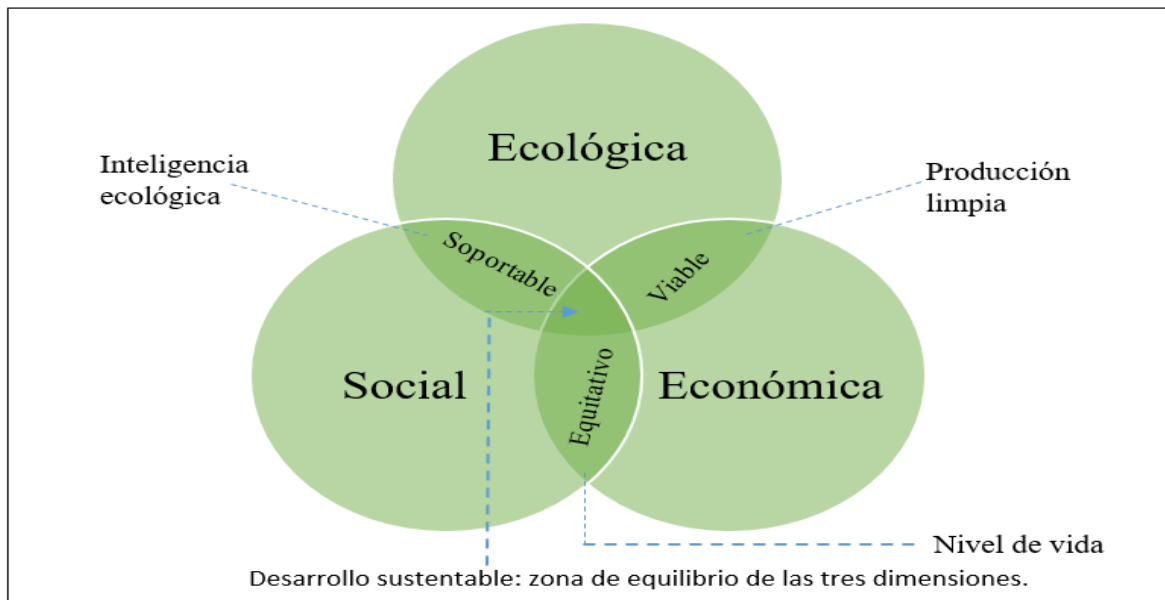 Ecológica
Inteligencia
ecológica
Producción
limpia
Soportable
Viable
Social
Equitativo
Económica
Nivel de vida
Desarrollo sustentable: zona de equilibrio de las tres dimensiones.